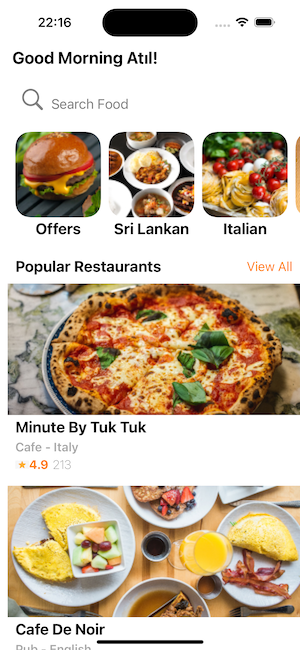 22:16
Good Morning Atıl!
Search Food
Offers
Sri Lankan
Italian
Popular Restaurants
View All
Minute By Tuk Tuk
Cafe - Italy
4.9 213
Cafe De Noir
Pub - English